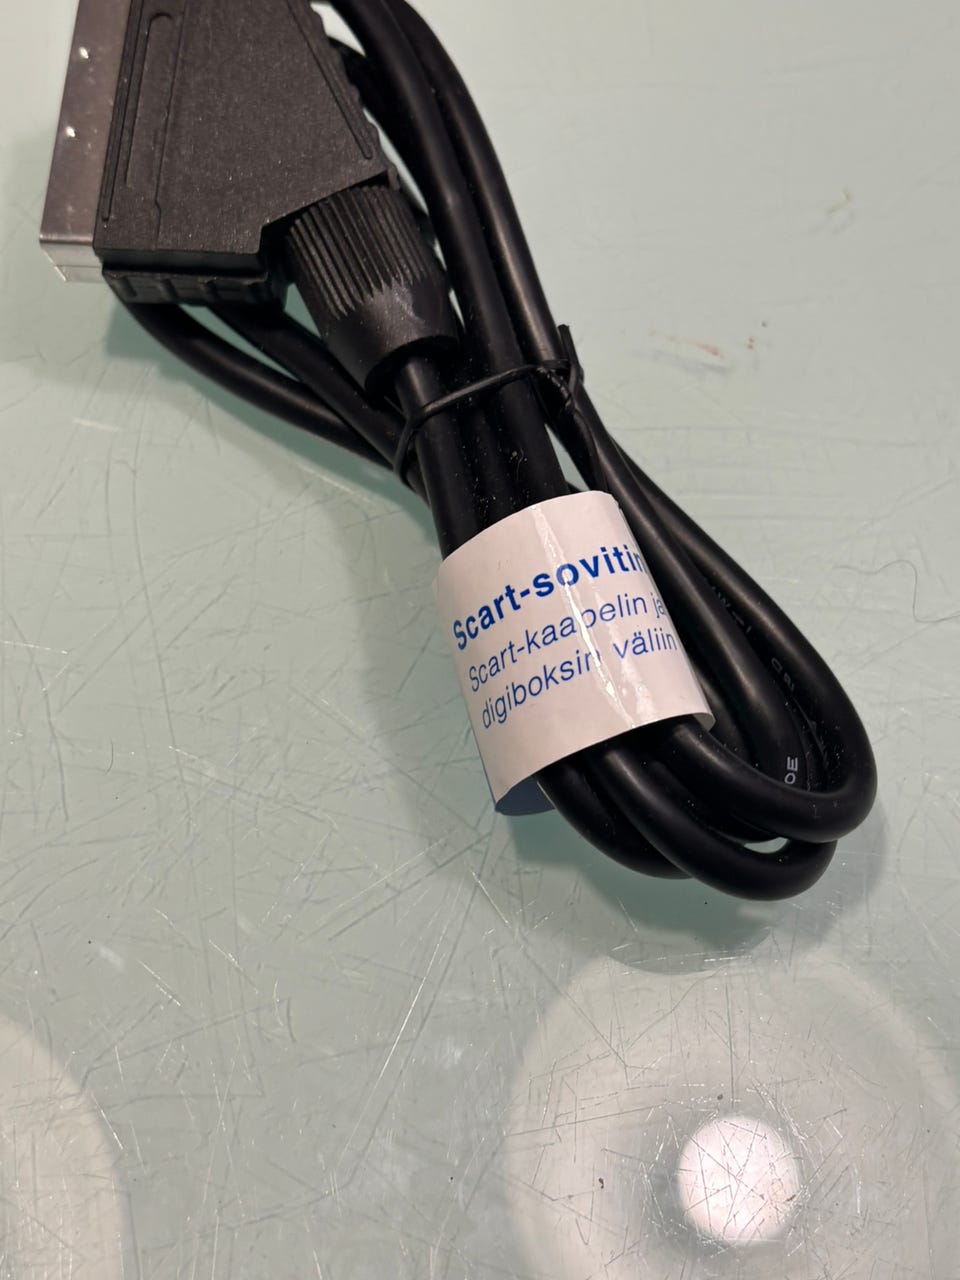 Scart-sovitin
Scart-kaapelin ja
digiboksin väliin